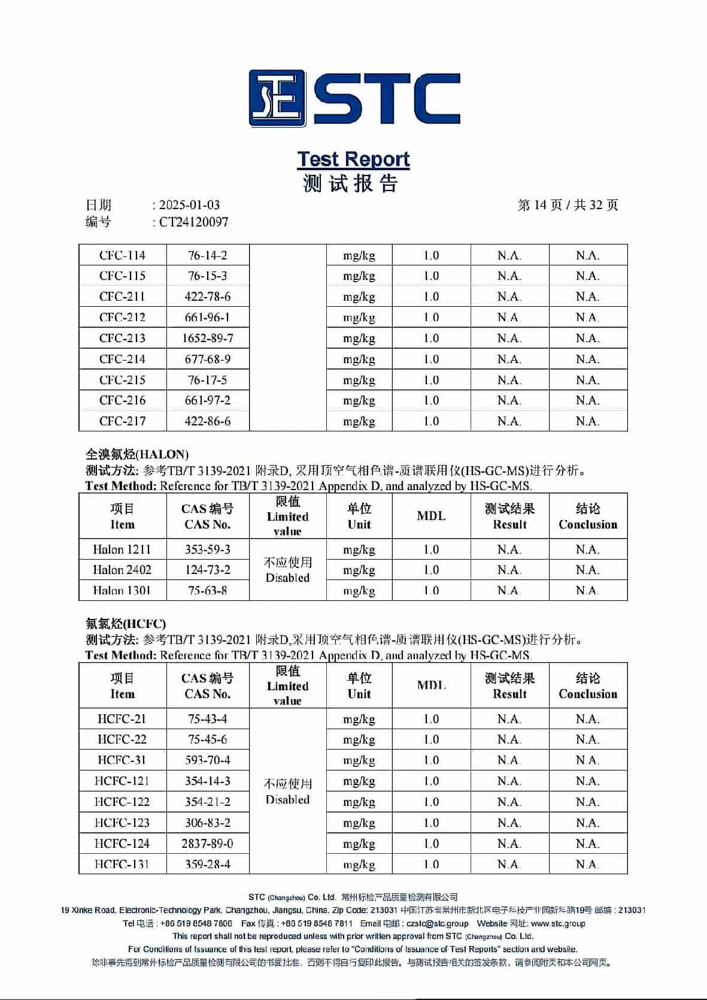 STC
Test Report
测试报告
日期 : 2025-01-03 第 14 页 / 共 32 页
编号 : CT24120097
CFC-114 76-14-2 mg/kg 1.0 N.A. N.A.
CFC-115 76-15-3 mg/kg 1.0 N.A. N.A.
CFC-211 422-78-6 mg/kg 1.0 N.A. N.A.
CFC-212 661-96-1 mg/kg 1.0 N.A. N.A.
CFC-213 1652-89-7 mg/kg 1.0 N.A. N.A.
CFC-214 677-68-9 mg/kg 1.0 N.A. N.A.
CFC-215 76-17-5 mg/kg 1.0 N.A. N.A.
CFC-216 661-97-2 mg/kg 1.0 N.A. N.A.
CFC-217 422-86-6 mg/kg 1.0 N.A. N.A.
全溴氟烃(HALON)
测试方法: 参考TB/T 3139-2021 附录D, 采用顶空气相色谱-质谱联用仪(HS-GC-MS)进行分析。
Test Method: Reference for TB/T 3139-2021 Appendix D, and analyzed by HS-GC-MS.
项目 CAS 编号 限值 单位 MDL 测试结果 结论
Item CAS No. Limited value Unit Result Conclusion
Halon 1211 353-59-3 不应使用 mg/kg 1.0 N.A. N.A.
Halon 2402 124-73-2 Disabled mg/kg 1.0 N.A. N.A.
Halon 1301 75-63-8 mg/kg 1.0 N.A. N.A.
氟氯烃(HCFC)
测试方法: 参考TB/T 3139-2021 附录D,采用顶空气相色谱-质谱联用仪(HS-GC-MS)进行分析。
Test Method: Reference for TB/T 3139-2021 Appendix D, and analyzed by HS-GC-MS.
项目 CAS 编号 限值 单位 MDL 测试结果 结论
Item CAS No. Limited value Unit Result Conclusion
HCFC-21 75-43-4 mg/kg 1.0 N.A. N.A.
HCFC-22 75-45-6 mg/kg 1.0 N.A. N.A.
HCFC-31 593-70-4 mg/kg 1.0 N.A. N.A.
HCFC-121 354-14-3 不应使用 mg/kg 1.0 N.A. N.A.
HCFC-122 354-21-2 Disabled mg/kg 1.0 N.A. N.A.
HCFC-123 306-83-2 mg/kg 1.0 N.A. N.A.
HCFC-124 2837-89-0 mg/kg 1.0 N.A. N.A.
HCFC-131 359-28-4 mg/kg 1.0 N.A. N.A.
STC (Changzhou) Co. Ltd. 常州标检产品质量检测有限公司
19 Xinke Road, Electronic-Technology Park, Changzhou, Jiangsu, China. Zip Code: 213031 中国江苏省常州市新北区电子科技产业园新科路19号 邮编 : 213031
Tel 电话 : +86 519 8548 7806 Fax 传真 : +86 519 8548 7811 Email 电邮 : czstc@stc.group Website 网址: www.stc.group
This report shall not be reproduced unless with prior written approval from STC (Changzhou) Co. Ltd.
For Conditions of Issuance of this test report, please refer to “Conditions of Issuance of Test Reports” section and website.
除非事先得到常州标检产品质量检测有限公司的书面批准，否则不得自行复印此报告。与测试报告相关的签发条款，请参阅附页和本公司网页。